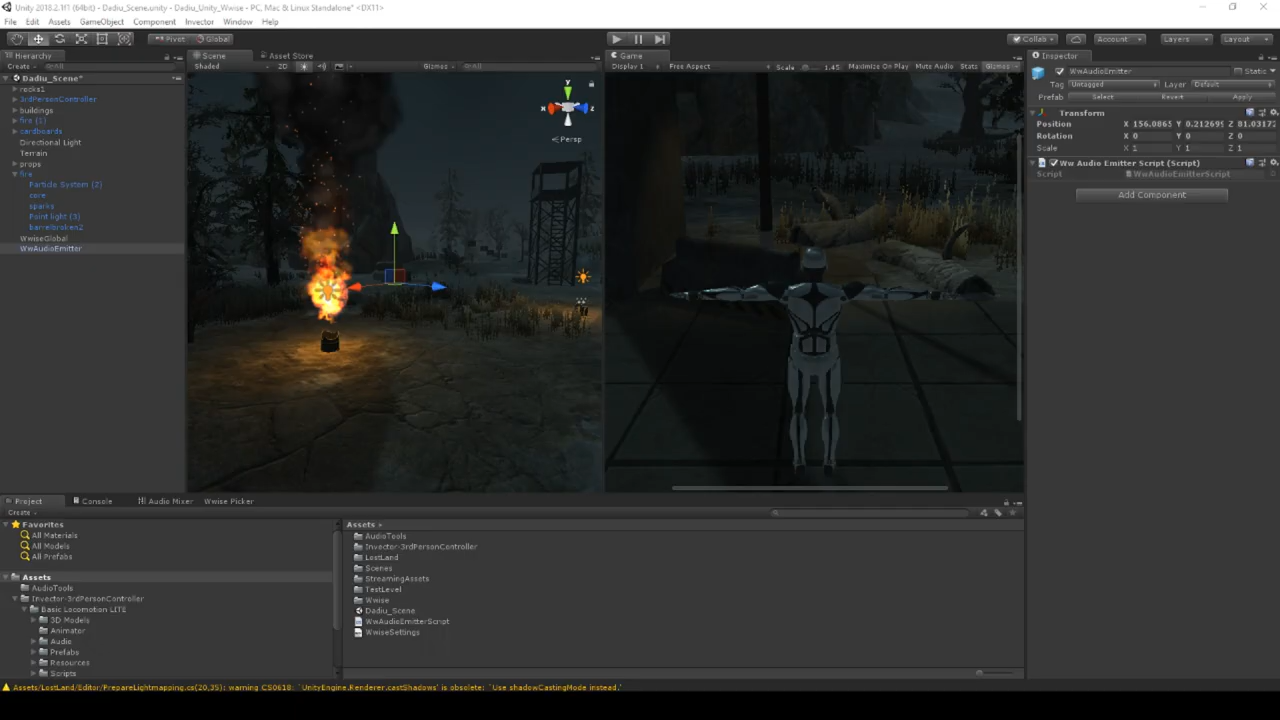 Unity 2018.2.1f1 (64bit) - Dadiu_Scene.unity - Dadiu_Unity_Wwise - PC, Mac & Linux Standalone* <DX11>
File Edit Assets GameObject Component Invector Window Help
Pivot Global Collab Account Layers Layout
Hierarchy
Create All
Dadiu_Scene*
rocks1
3rdPersonController
buildings
fire (1)
cardboards
Directional Light
Terrain
props
fire
Particle System (2)
core
sparks
Point light (3)
barrelbroken2
WwiseGlobal
WwAudioEmitter
Scene Asset Store
Shaded 2D Gizmos All
y
x z
Persp
Game
Display 1 Free Aspect Scale 1.45 Maximize On Play Mute Audio Stats Gizmos
Inspector
WwAudioEmitter Static
Tag Untagged Layer Default
Prefab Select Revert Apply
Transform
Position X 156.0865 Y 0.212699 Z 81.03177
Rotation X 0 Y 0 Z 0
Scale X 1 Y 1 Z 1
Ww Audio Emitter Script (Script)
Script WwAudioEmitterScript
Add Component
Project Console Audio Mixer Wwise Picker
Create
Favorites
All Materials
All Models
All Prefabs
Assets
AudioTools
Invector-3rdPersonController
Basic Locomotion LITE
3D Models
Animator
Audio
Prefabs
Resources
Scripts
Assets
AudioTools
Invector-3rdPersonController
LostLand
Scenes
StreamingAssets
TestLevel
Wwise
Dadiu_Scene
WwAudioEmitterScript
WwiseSettings
Assets/LostLand/Editor/PrepareLightmapping.cs(20,35): warning CS0618: `UnityEngine.Renderer.castShadows' is obsolete: `Use shadowCastingMode instead.'